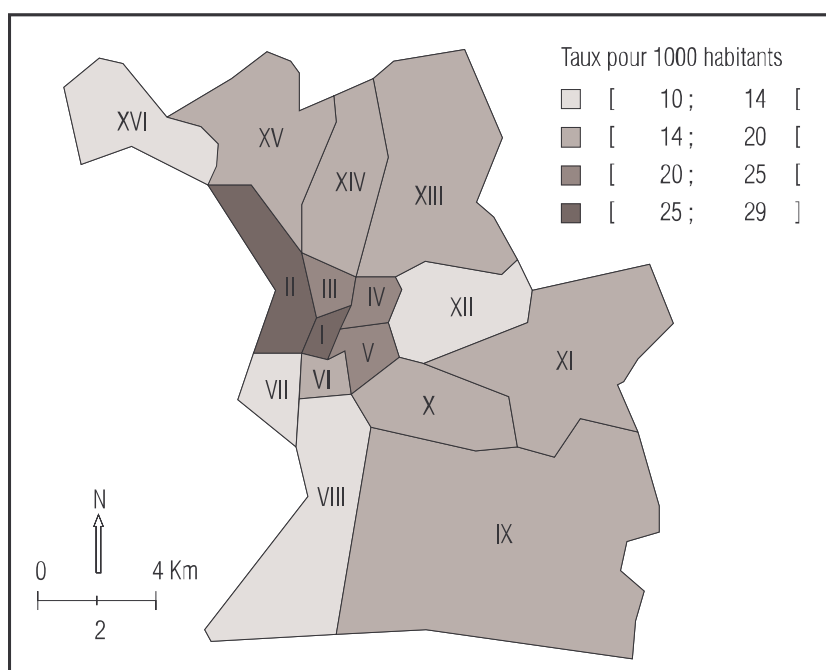 Taux pour 1000 habitants
[ 10 ; 14 [
[ 14 ; 20 [
[ 20 ; 25 [
[ 25 ; 29 ]
XVI
XV
XIV
XIII
II
III
IV
XII
I
V
XI
VII
VI
X
VIII
IX
N
0 4 Km
2